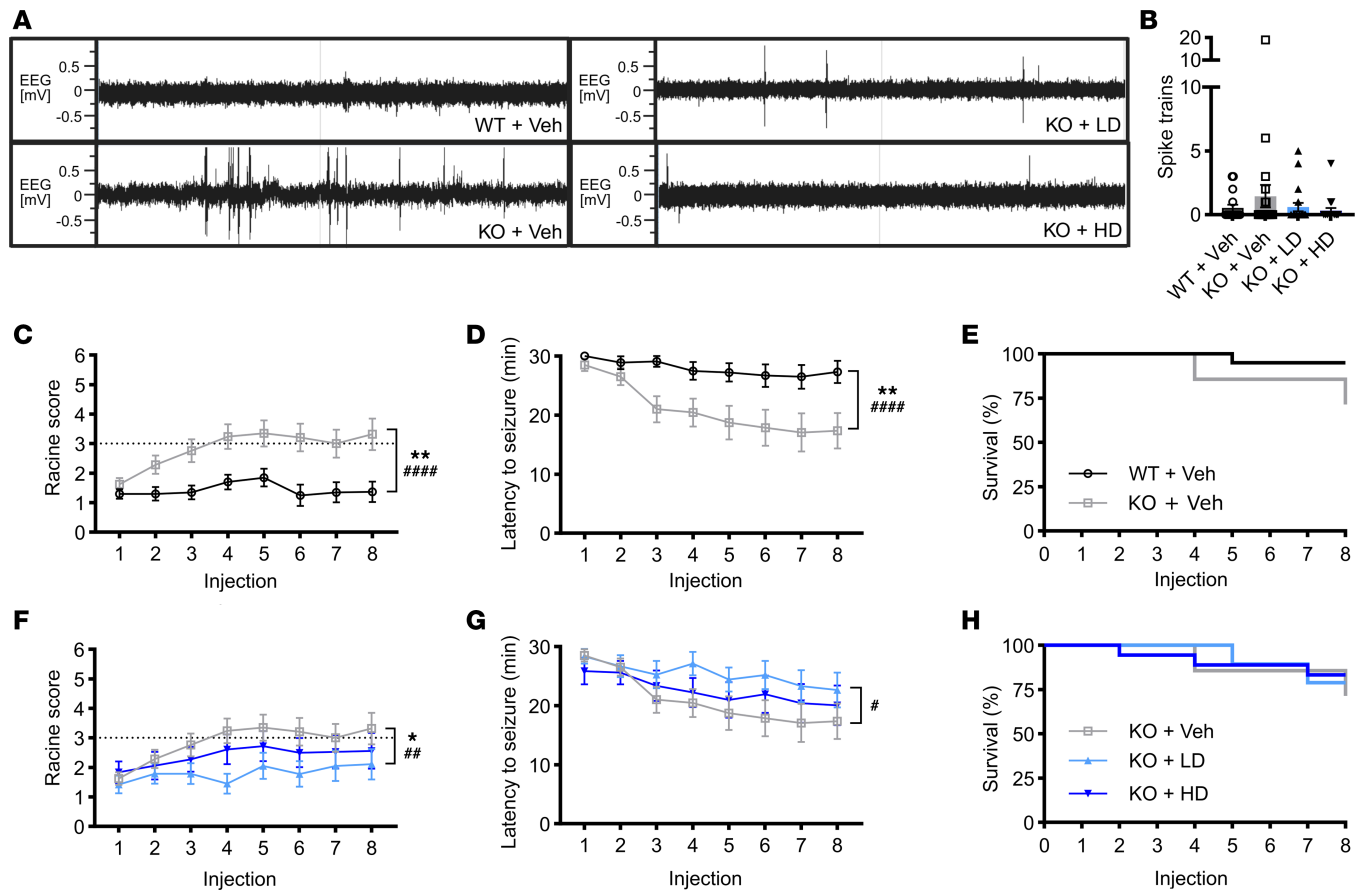 A
EEG
[mV]
0.5
0
-0.5
WT + Veh
EEG
[mV]
0.5
0
-0.5
KO + LD
EEG
[mV]
0.5
0
-0.5
KO + Veh
EEG
[mV]
0.5
0
-0.5
KO + HD
B
Spike trains
20
10
10
5
0
WT + Veh
KO + Veh
KO + LD
KO + HD
C
Racine score
6
5
4
3
2
1
0
**
####
1 2 3 4 5 6 7 8
Injection
D
Latency to seizure (min)
30
20
10
0
**
####
1 2 3 4 5 6 7 8
Injection
E
Survival (%)
100
75
50
25
0
WT + Veh
KO + Veh
0 1 2 3 4 5 6 7 8
Injection
F
Racine score
6
5
4
3
2
1
0
*
##
1 2 3 4 5 6 7 8
Injection
G
Latency to seizure (min)
30
20
10
0
#
1 2 3 4 5 6 7 8
Injection
H
Survival (%)
100
75
50
25
0
KO + Veh
KO + LD
KO + HD
0 1 2 3 4 5 6 7 8
Injection